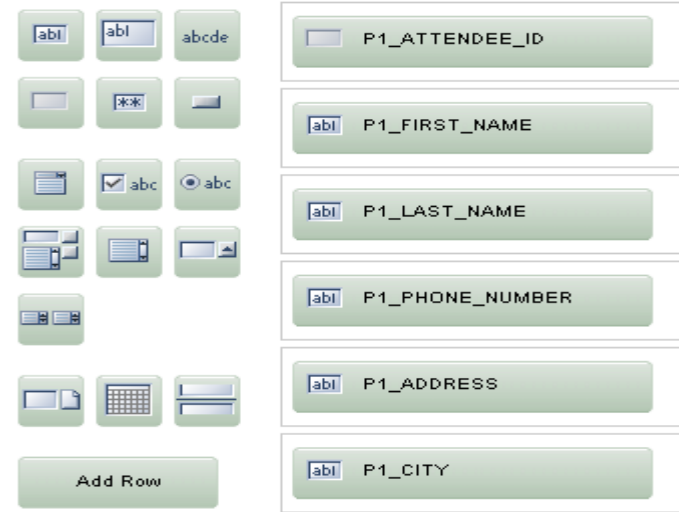 abl
abl
abcde
**
abc
abc
Add Row
P1_ATTENDEE_ID
abl P1_FIRST_NAME
abl P1_LAST_NAME
abl P1_PHONE_NUMBER
abl P1_ADDRESS
abl P1_CITY